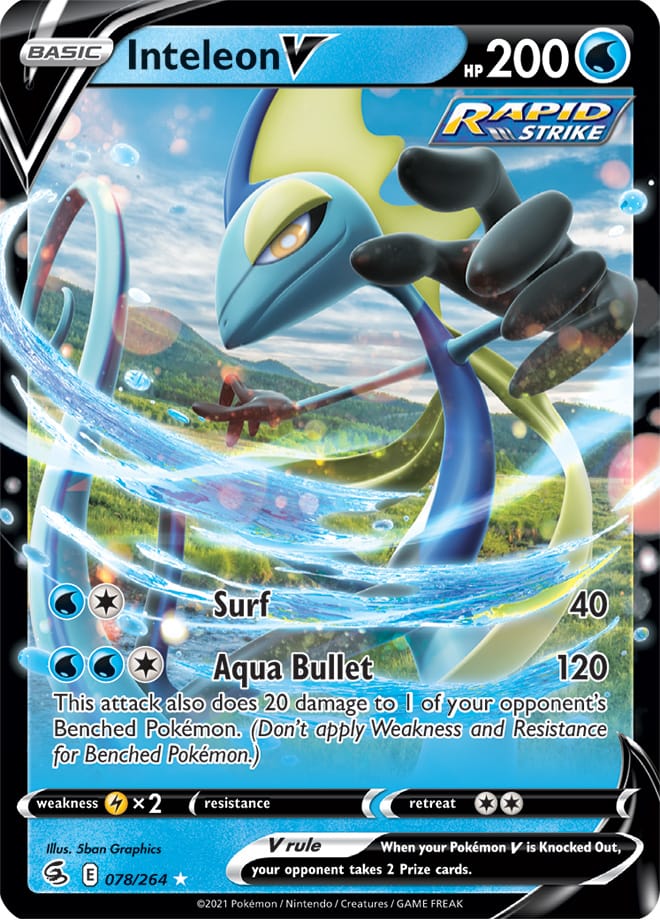 BASIC
Inteleon V
HP 200
RAPID
STRIKE
Surf 40
Aqua Bullet 120
This attack also does 20 damage to 1 of your opponent's
Benched Pokémon. (Don't apply Weakness and Resistance
for Benched Pokémon.)
weakness ×2 resistance retreat
Illus. 5ban Graphics
V rule When your Pokémon V is Knocked Out,
your opponent takes 2 Prize cards.
E 078/264
©2021 Pokémon / Nintendo / Creatures / GAME FREAK